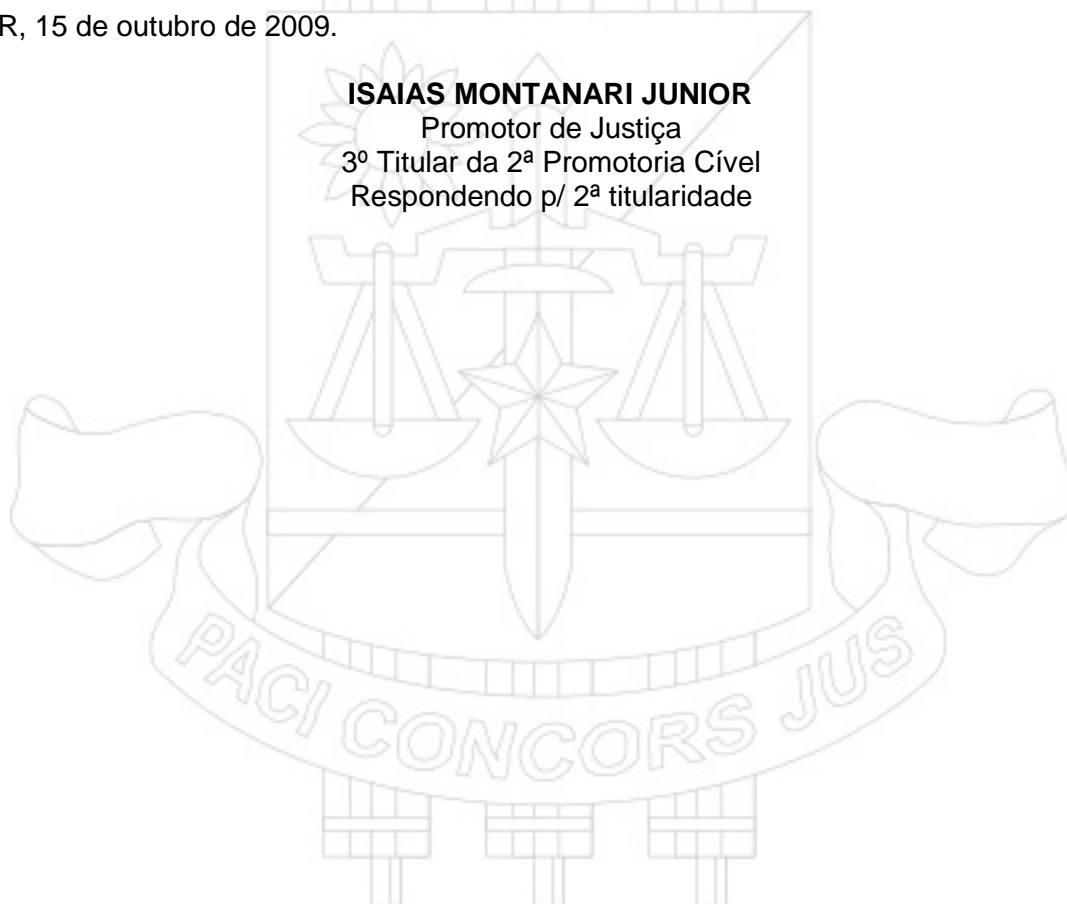 R, 15 de outubro de 2009.
ISAIAS MONTANARI JUNIOR
Promotor de Justiça
3º Titular da 2ª Promotoria Cível
Respondendo p/ 2ª titularidade
PACI CONCORS JUS